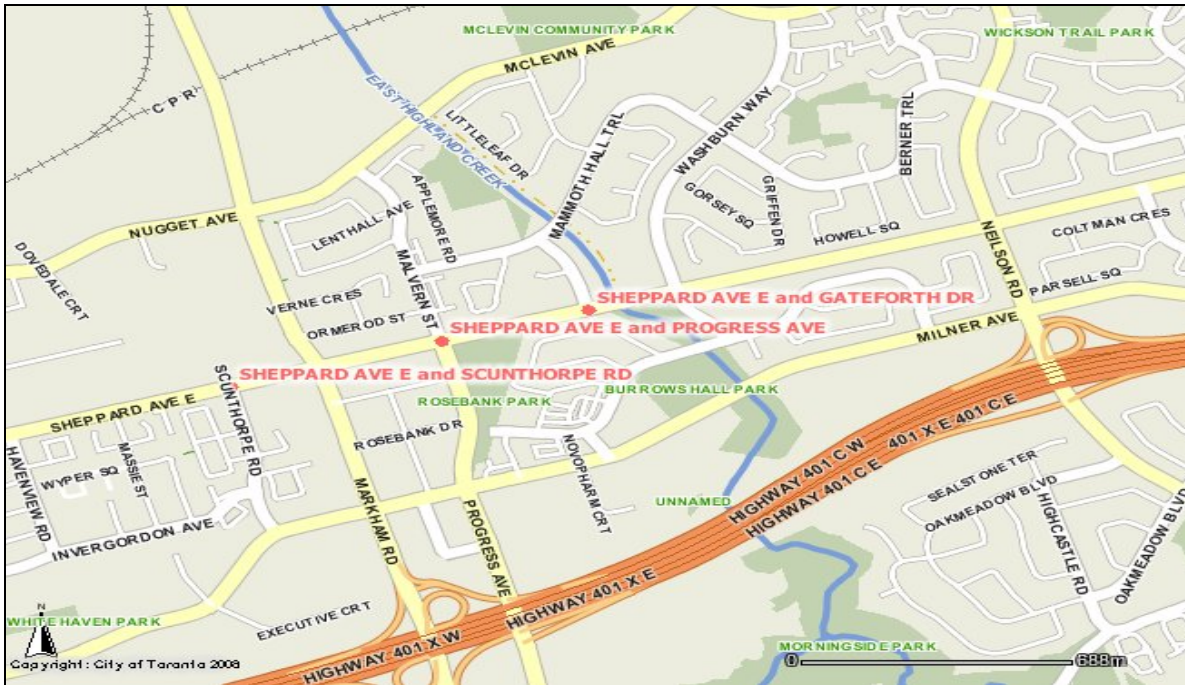 MCLEVIN COMMUNITY PARK
WICKSON TRAIL PARK
MCLEVIN AVE
C P R
EAST HIGHLAND CREEK
LITTLELEAF DR
MAMMOTH HALL TRL
WASHBURN WAY
BERNER TRL
APPLEMORE RD
GORSEY SQ
GRIFFEN DR
NUGGET AVE
LENTHALL AVE
HOWELL SQ
COLTMAN CRES
NEILSON RD
DOVEDALE CRT
MALVERN ST
VERNE CRES
PARSELL SQ
SHEPPARD AVE E and GATEFORTH DR
ORMEROD ST
SHEPPARD AVE E and PROGRESS AVE
MILNER AVE
SHEPPARD AVE E and SCUNTHORPE RD
SCUNTHORPE RD
BURROWS HALL PARK
ROSEBANK PARK
SHEPPARD AVE E
ROSEBANK DR
HAVENVIEW RD
WYPER SQ
MASSIE ST
NOVOPHARM CRT
HIGHWAY 401 C W
401 X E 401 C E
HIGHWAY 401 C E
SEALSTONE TER
UNNAMED
OAKMEADOW BLVD
MARKHAM RD
PROGRESS AVE
INVERGORDON AVE
HIGHCASTLE RD
OAKMEADOW BLVD
HIGHWAY 401 X E
EXECUTIVE CRT
WHITE HAVEN PARK
N
HIGHWAY 401 X W
MORNINGSIDE PARK
Copyright : City of Toronto 2008
0 688m